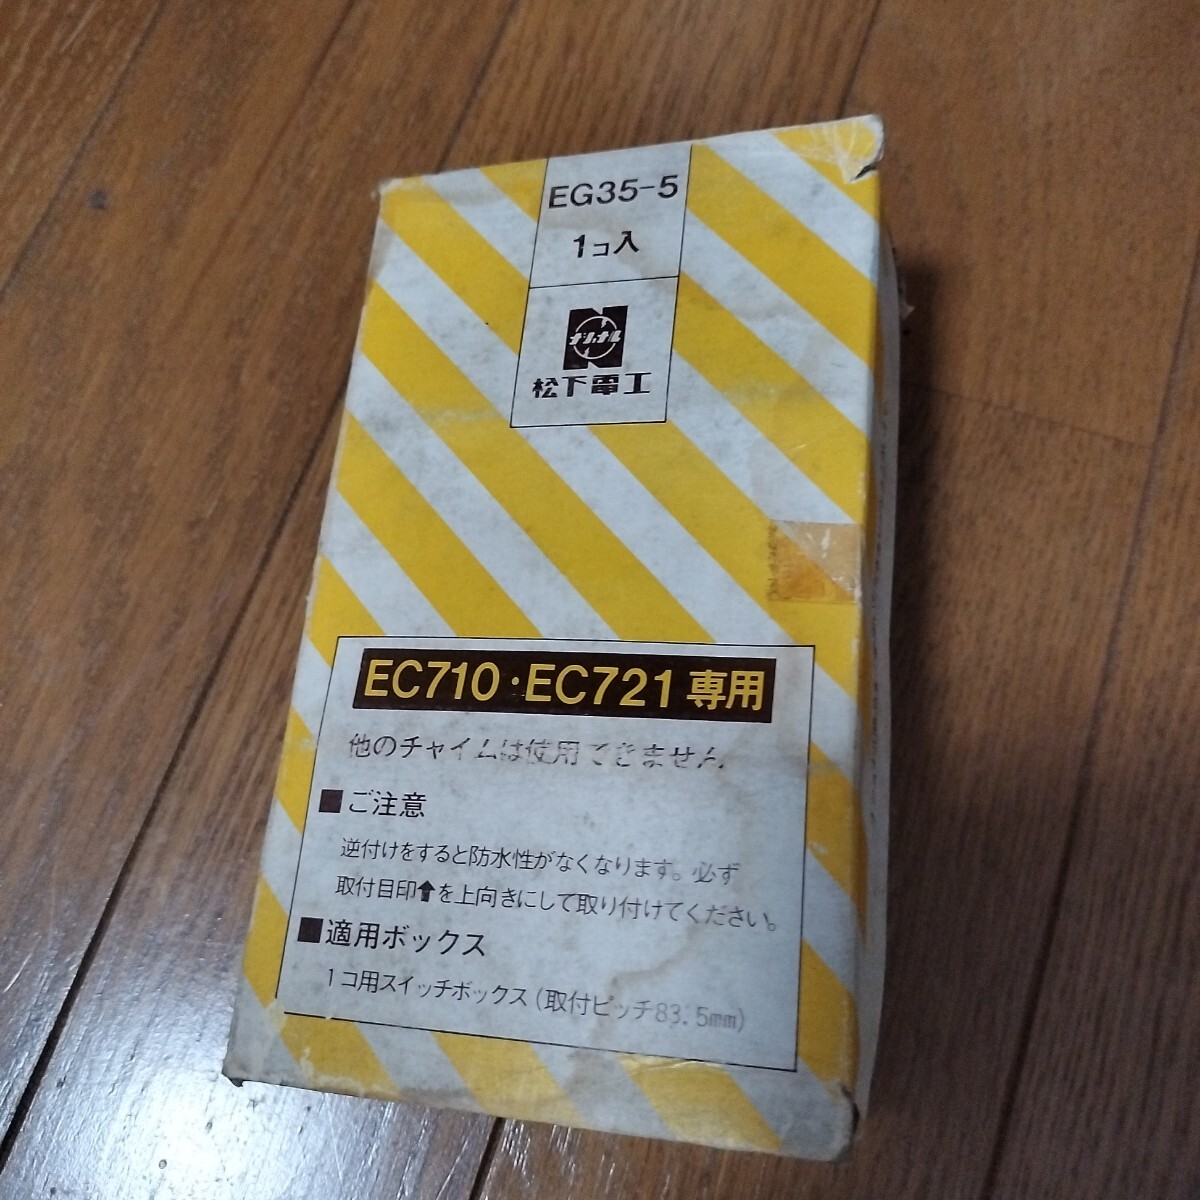 EG35-5
1コ入
ナショナル
松下電工
EC710・EC721専用
他のチャイムは使用できません
■ご注意
逆付けをすると防水性がなくなります。必ず
取付目印⬆を上向きにして取り付けてください。
■適用ボックス
1コ用スイッチボックス(取付ピッチ83.5mm)